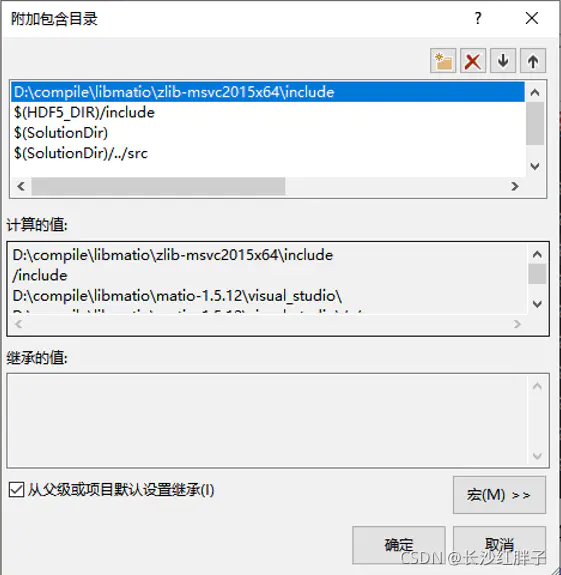 附加包含目录
D:\compile\libmatio\zlib-msvc2015x64\include
$(HDF5_DIR)/include
$(SolutionDir)
$(SolutionDir)/../src
计算的值:
D:\compile\libmatio\zlib-msvc2015x64\include
/include
D:\compile\libmatio\matio-1.5.12\visual_studio\
继承的值:
从父级或项目默认设置继承(I)
宏(M) >>
确定
取消
CSDN @长沙红胖子